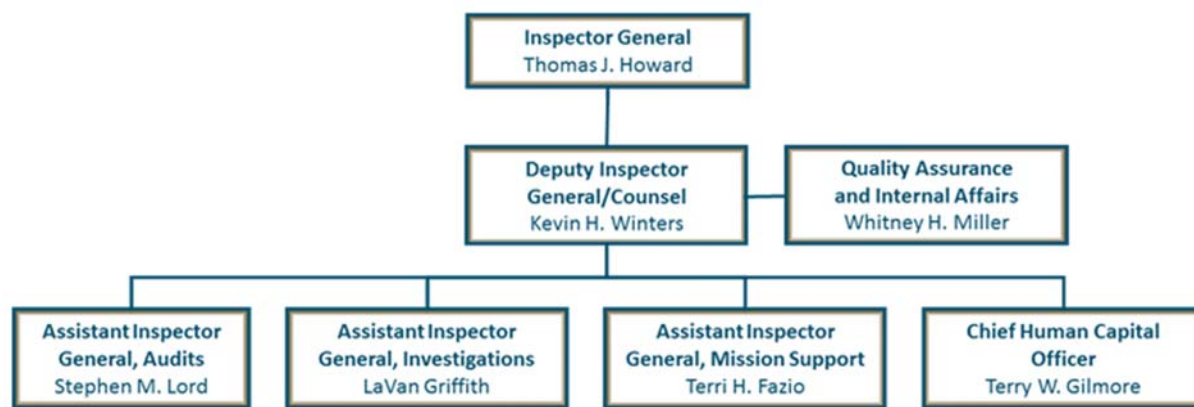 Inspector General
Thomas J. Howard
Deputy Inspector
General/Counsel
Kevin H. Winters
Quality Assurance
and Internal Affairs
Whitney H. Miller
Assistant Inspector
General, Audits
Stephen M. Lord
Assistant Inspector
General, Investigations
LaVan Griffith
Assistant Inspector
General, Mission Support
Terri H. Fazio
Chief Human Capital
Officer
Terry W. Gilmore